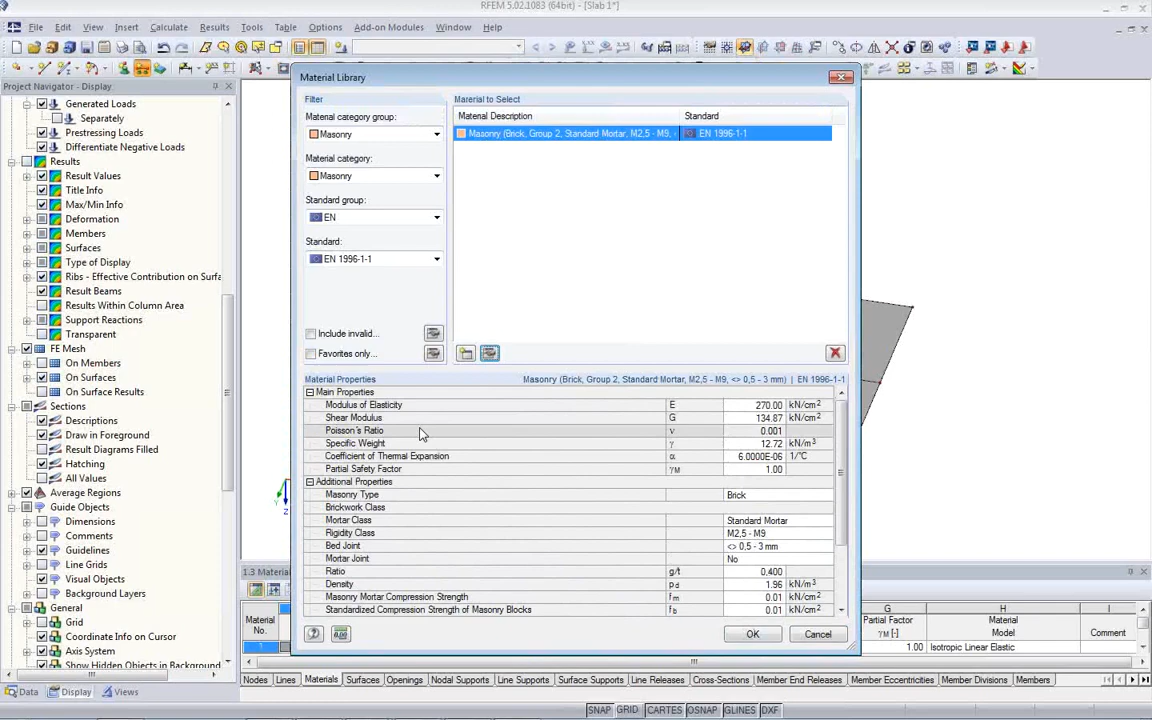 RFEM 5.02.1083 (64bit) - [Slab 1*]
File Edit View Insert Calculate Results Tools Table Options Add-on Modules Window Help
Project Navigator - Display
Generated Loads
Separately
Prestressing Loads
Differentiate Negative Loads
Results
Result Values
Title Info
Max/Min Info
Deformation
Members
Surfaces
Type of Display
Ribs - Effective Contribution on Surfa
Result Beams
Results Within Column Area
Support Reactions
Transparent
FE Mesh
On Members
On Surfaces
On Surface Results
Sections
Descriptions
Draw in Foreground
Result Diagrams Filled
Hatching
All Values
Average Regions
Guide Objects
Dimensions
Comments
Guidelines
Line Grids
Visual Objects
Background Layers
General
Grid
Coordinate Info on Cursor
Axis System
Show Hidden Objects in Background
Data Display Views
Material Library
Filter
Material category group:
Masonry
Material category:
Masonry
Standard group:
EN
Standard:
EN 1996-1-1
Include invalid...
Favorites only...
Material to Select
Material Description Standard
Masonry (Brick, Group 2, Standard Mortar, M2,5 - M9, EN 1996-1-1
Material Properties Masonry (Brick, Group 2, Standard Mortar, M2,5 - M9, <> 0,5 - 3 mm) | EN 1996-1-1
Main Properties
Modulus of Elasticity E 270.00 kN/cm2
Shear Modulus G 134.87 kN/cm2
Poisson's Ratio ν 0.001
Specific Weight γ 12.72 kN/m3
Coefficient of Thermal Expansion α 6.0000E-06 1/°C
Partial Safety Factor γM 1.00
Additional Properties
Masonry Type Brick
Brickwork Class
Mortar Class Standard Mortar
Rigidity Class M2,5 - M9
Bed Joint <> 0,5 - 3 mm
Mortar Joint No
Ratio g/t 0,400
Density ρd 1.96 kN/m3
Masonry Mortar Compression Strength fm 0.01 kN/cm2
Standardized Compression Strength of Masonry Blocks fb 0.01 kN/cm2
OK Cancel
Y
Z
1.3 Material
Material
No.
1
G H I
Partial Factor Material
γM [-] Model Comment
1.00 Isotropic Linear Elastic
Nodes Lines Materials Surfaces Openings Nodal Supports Line Supports Surface Supports Line Releases Cross-Sections Member End Releases Member Eccentricities Member Divisions Members
SNAP GRID CARTES OSNAP GLINES DXF